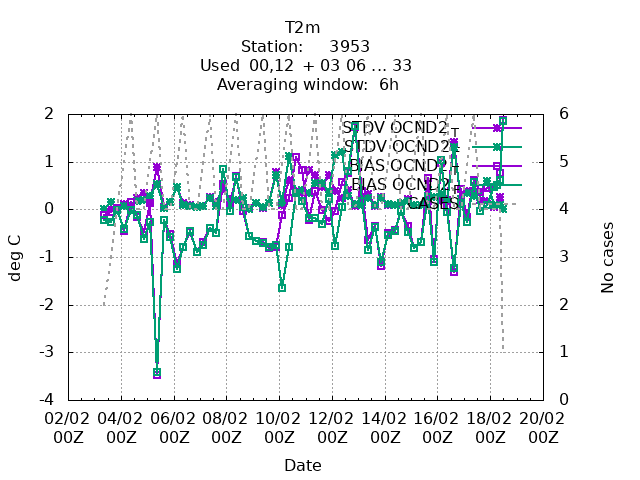 T2m
Station: 3953
Used 00,12 + 03 06 ... 33
Averaging window: 6h
STDV OCND2_T
STDV OCND2
BIAS OCND2_T
BIAS OCND2
CASES
2
1
0
-1
-2
-3
-4
6
5
4
3
2
1
0
deg C
No cases
02/02 04/02 06/02 08/02 10/02 12/02 14/02 16/02 18/02 20/02
00Z 00Z 00Z 00Z 00Z 00Z 00Z 00Z 00Z 00Z
Date